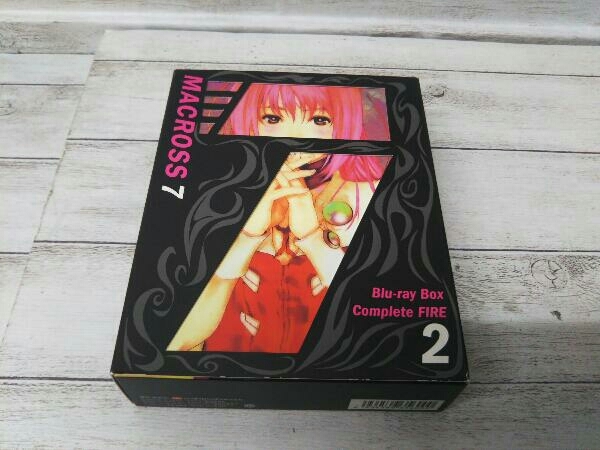 MACROSS 7
Blu-ray Box
Complete FIRE
2